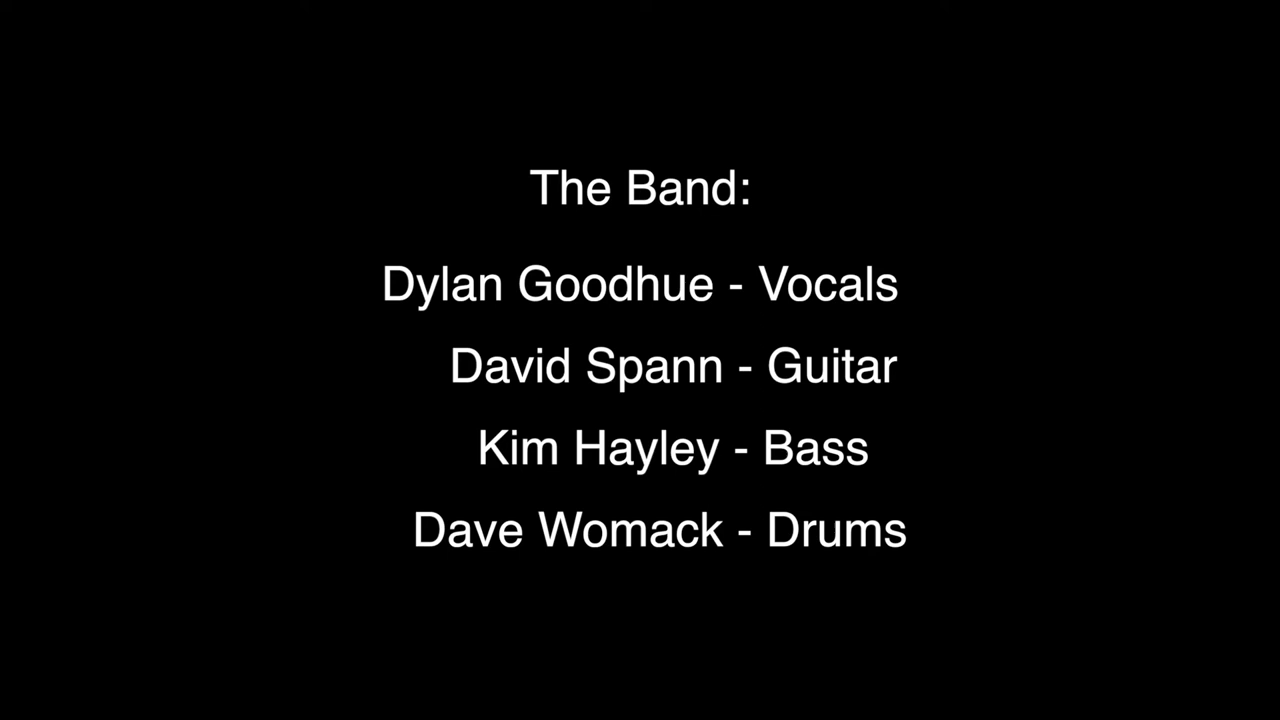 The Band:
Dylan Goodhue - Vocals
David Spann - Guitar
Kim Hayley - Bass
Dave Womack - Drums